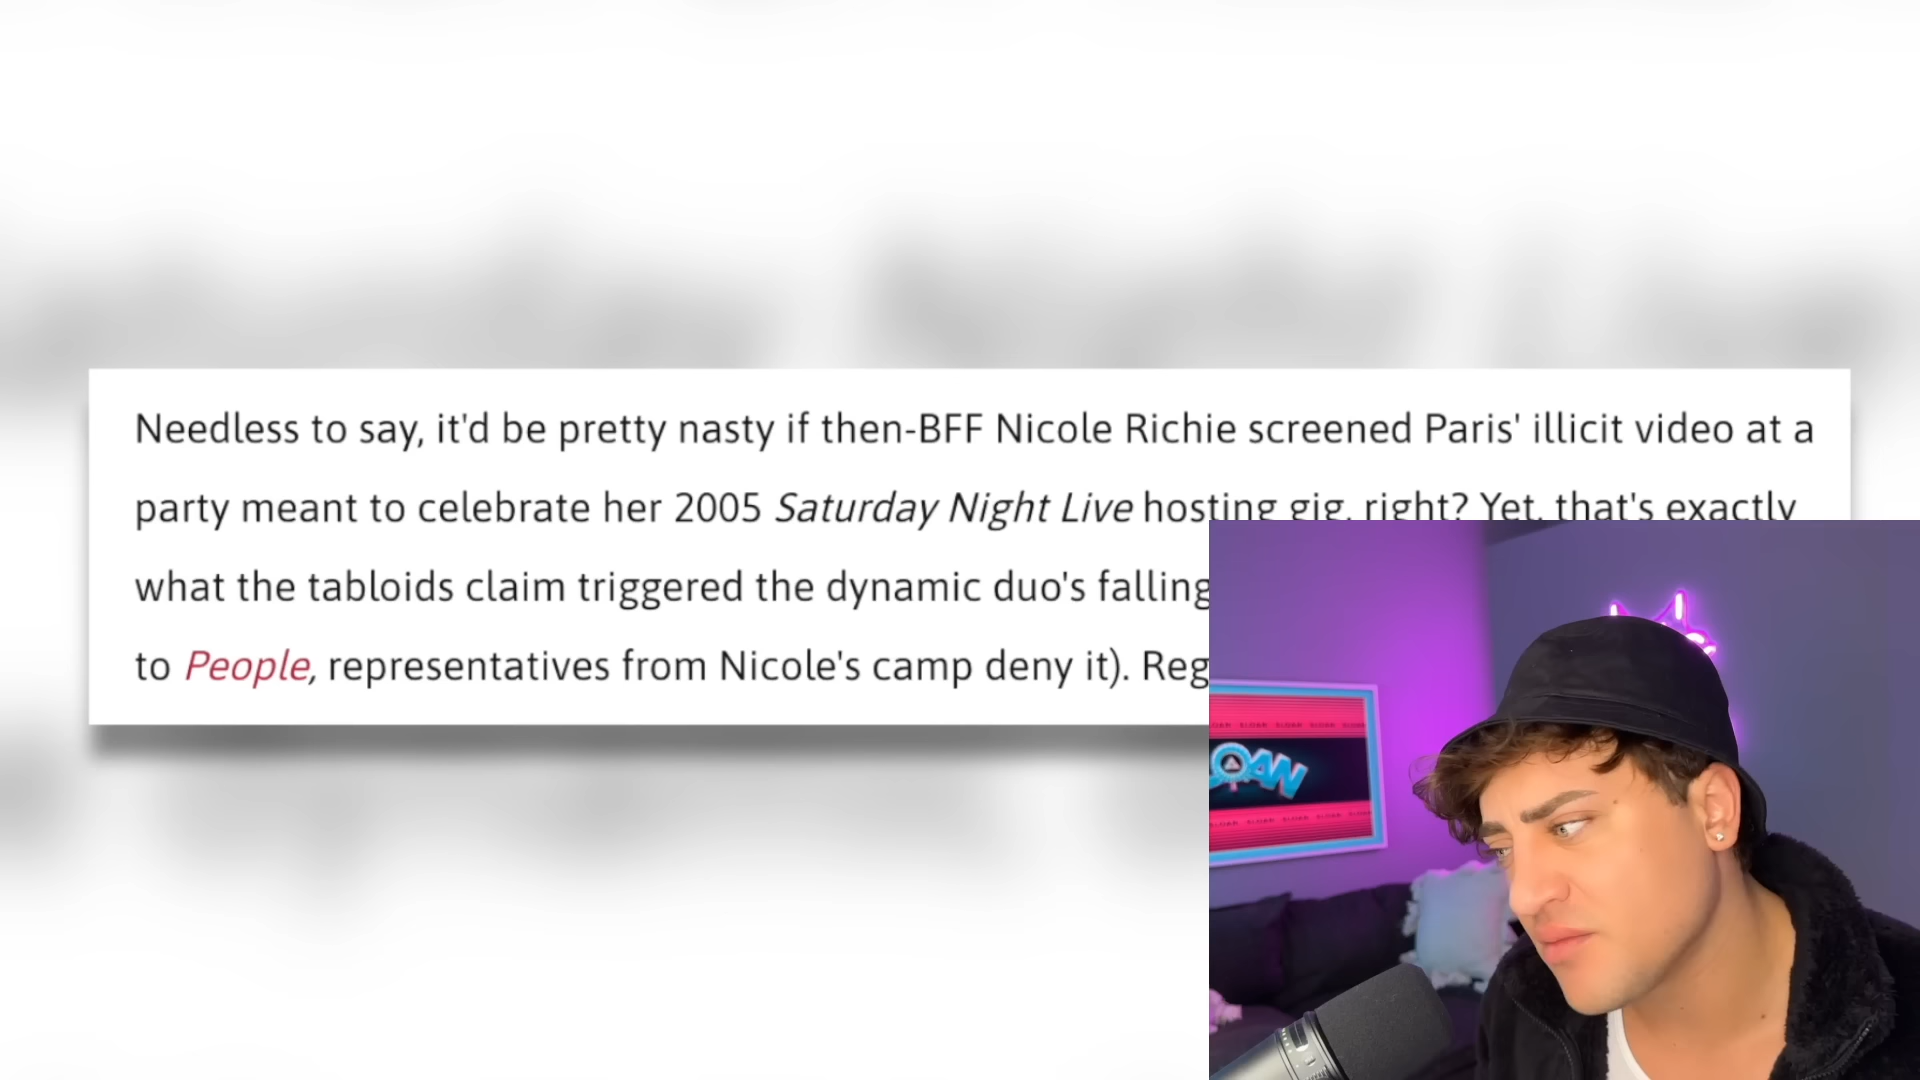 Needless to say, it'd be pretty nasty if then-BFF Nicole Richie screened Paris' illicit video at a
party meant to celebrate her 2005 Saturday Night Live hosting gig, right? Yet, that's exactly
what the tabloids claim triggered the dynamic duo's falling
to People, representatives from Nicole's camp deny it).